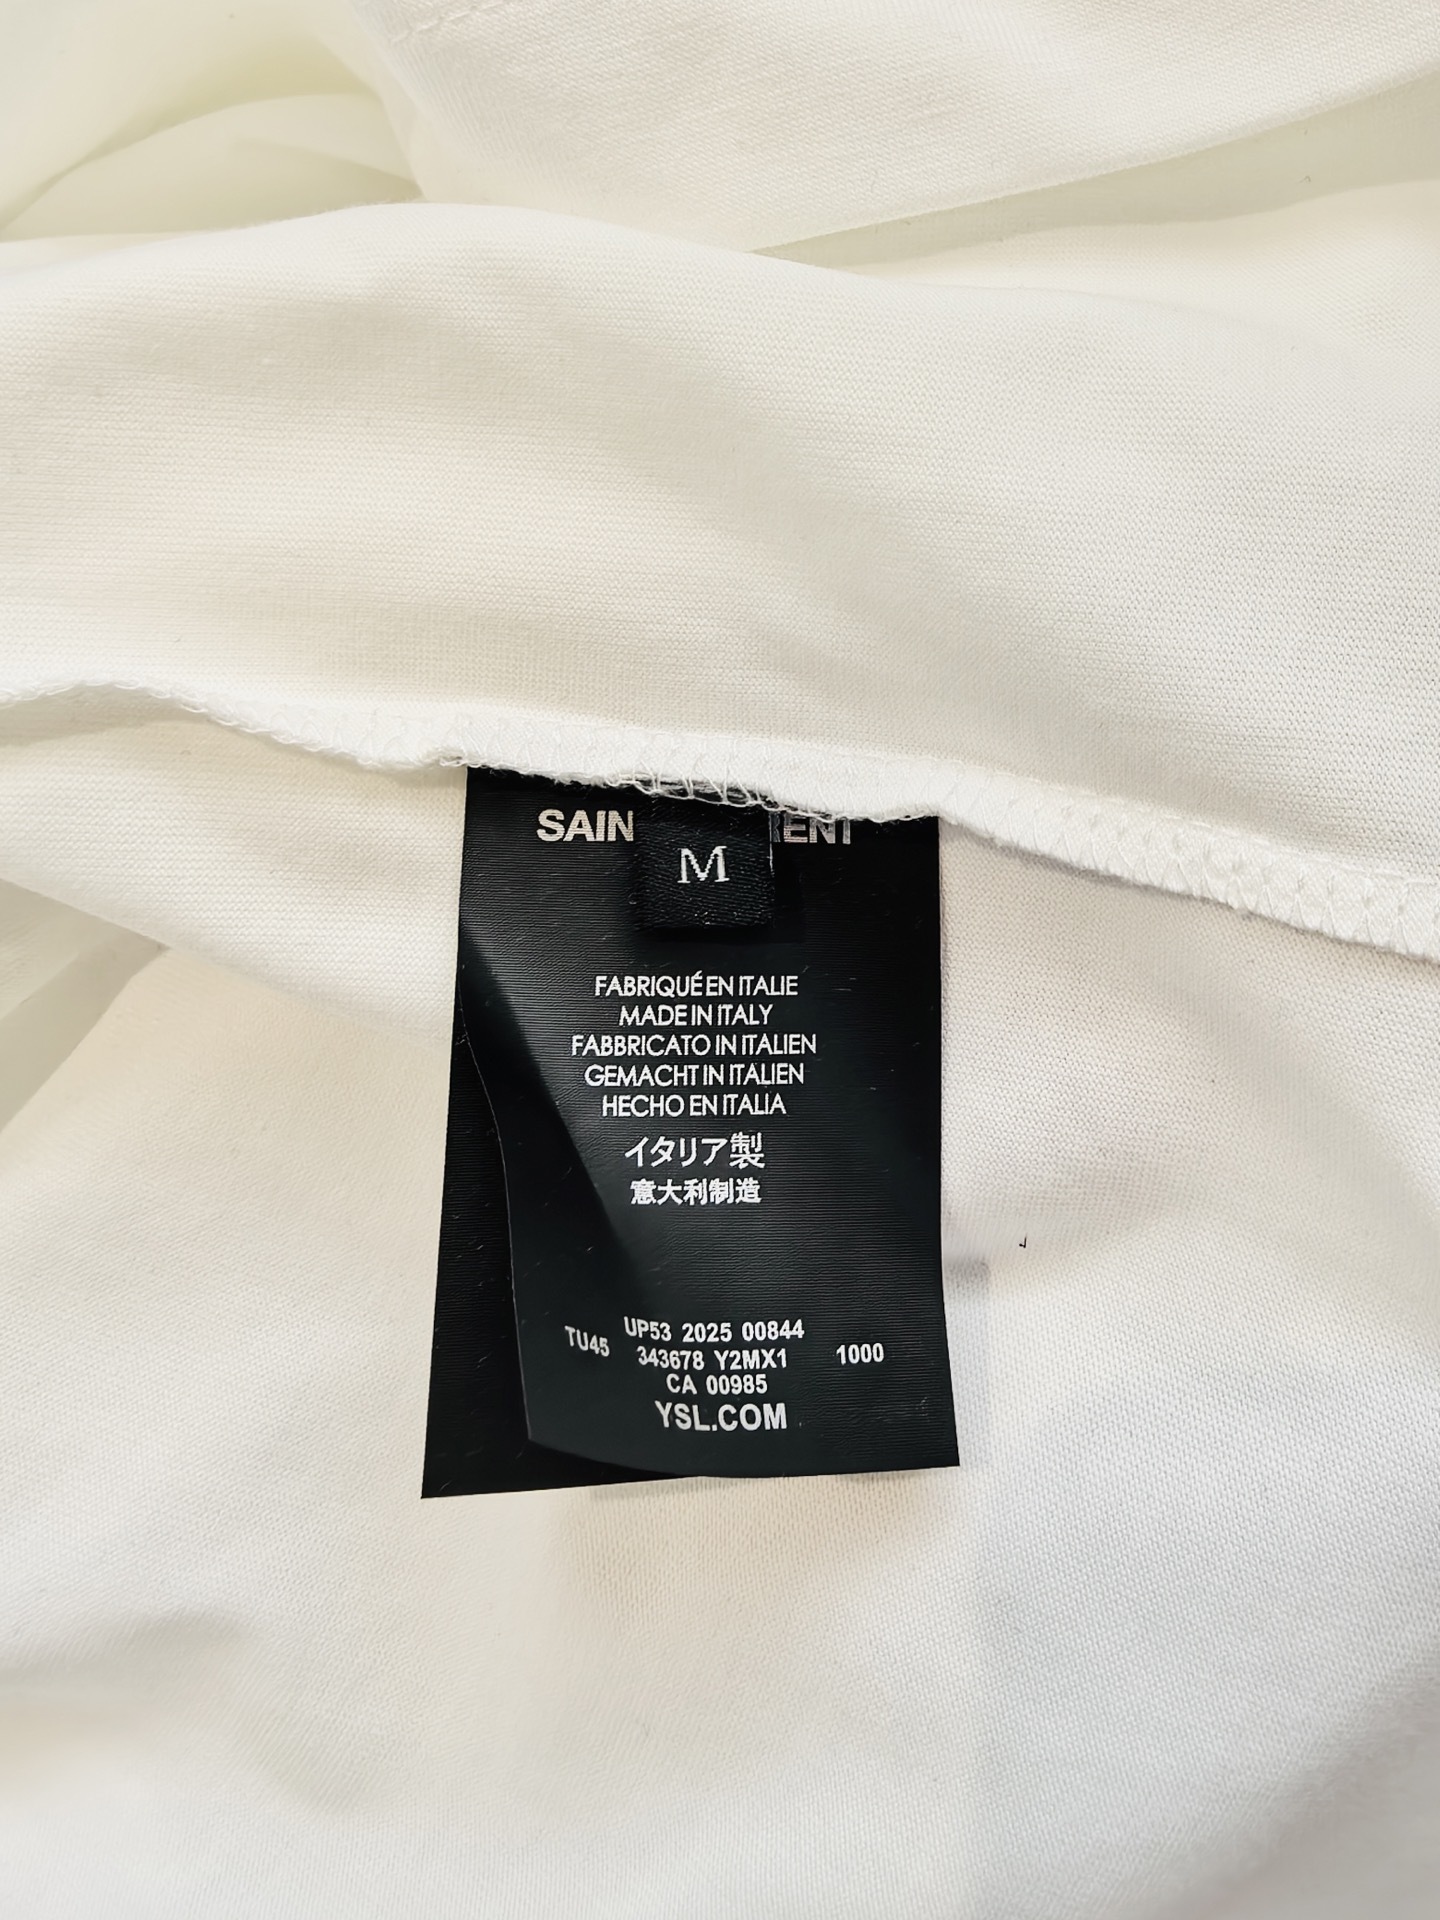 SAIN RENT
M
FABRIQUÉ EN ITALIE
MADE IN ITALY
FABBRICATO IN ITALIEN
GEMACHT IN ITALIEN
HECHO EN ITALIA
イタリア製
意大利制造
UP53 2025 00844
TU45 343678 Y2MX1 1000
CA 00985
YSL.COM